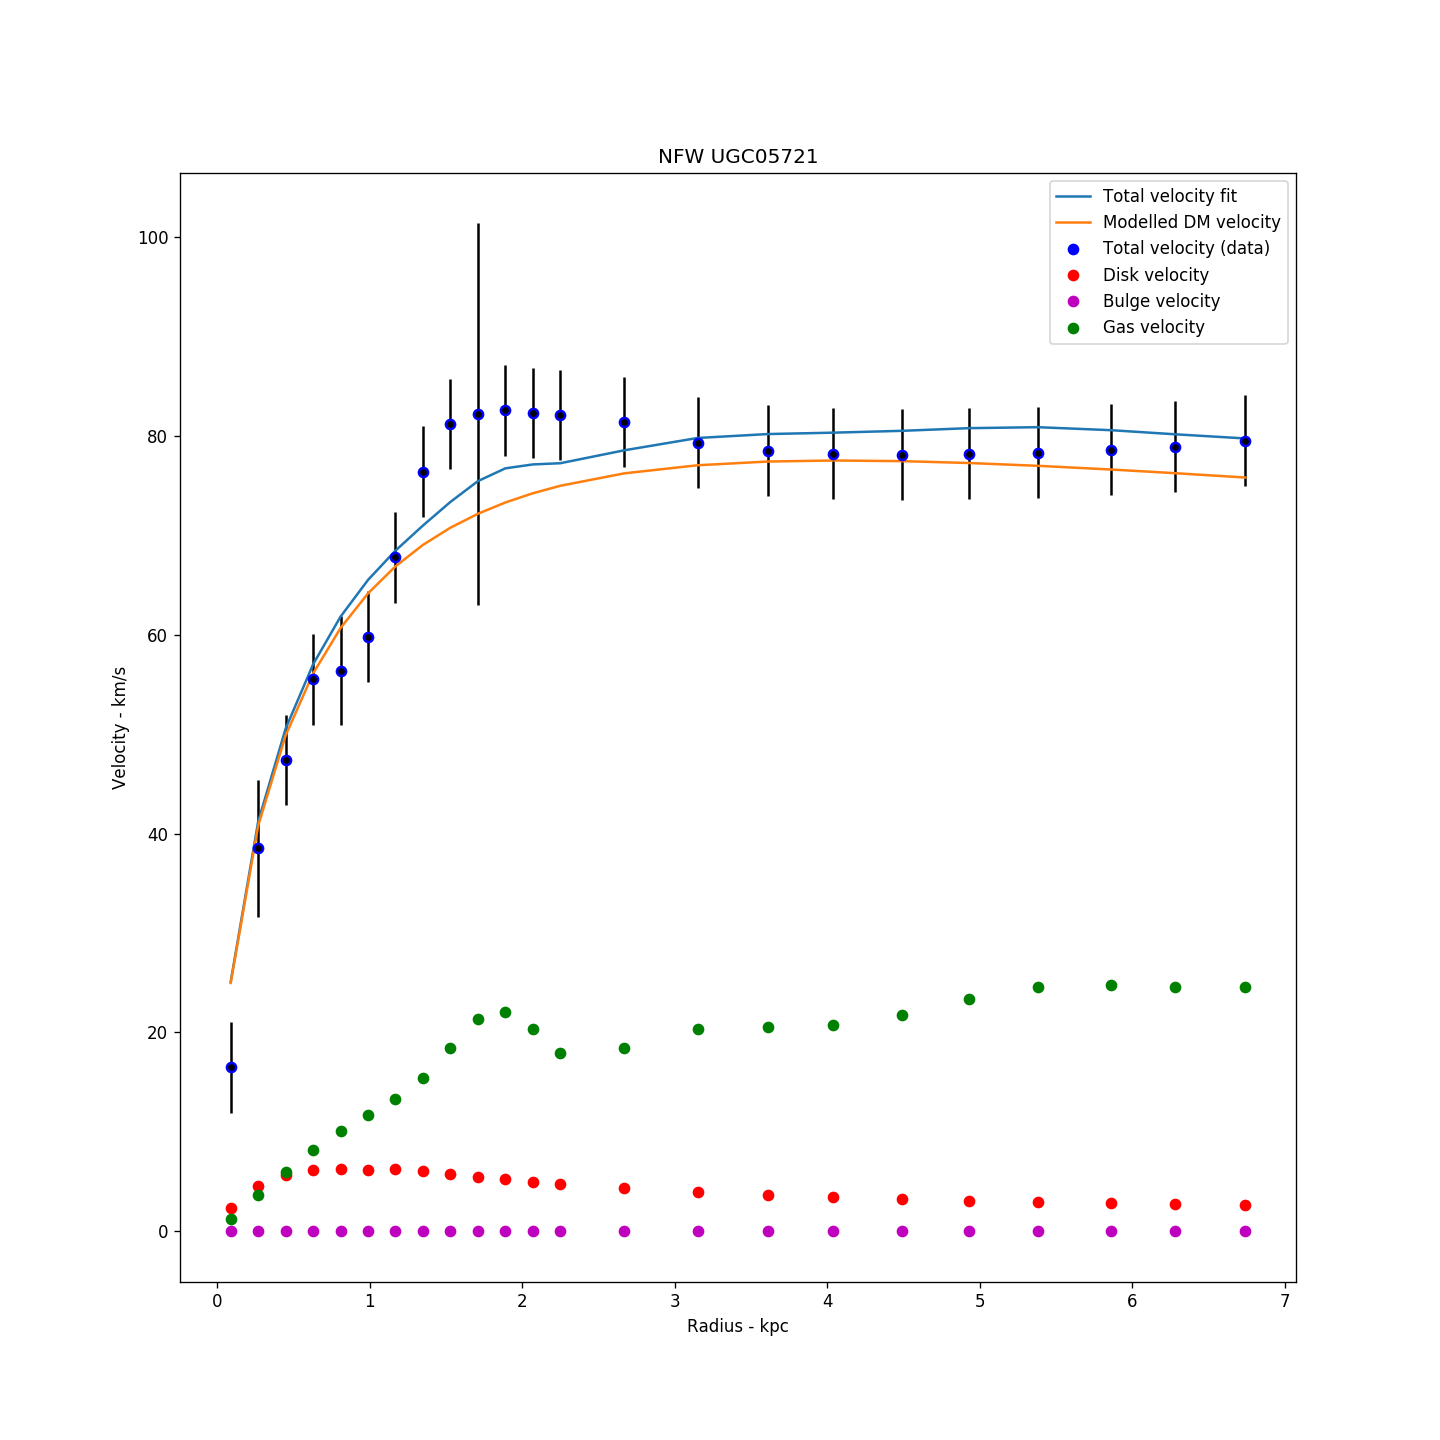 NFW UGC05721
Total velocity fit
Modelled DM velocity
Total velocity (data)
Disk velocity
Bulge velocity
Gas velocity
100
80
60
40
20
0
Velocity - km/s
0 1 2 3 4 5 6 7
Radius - kpc